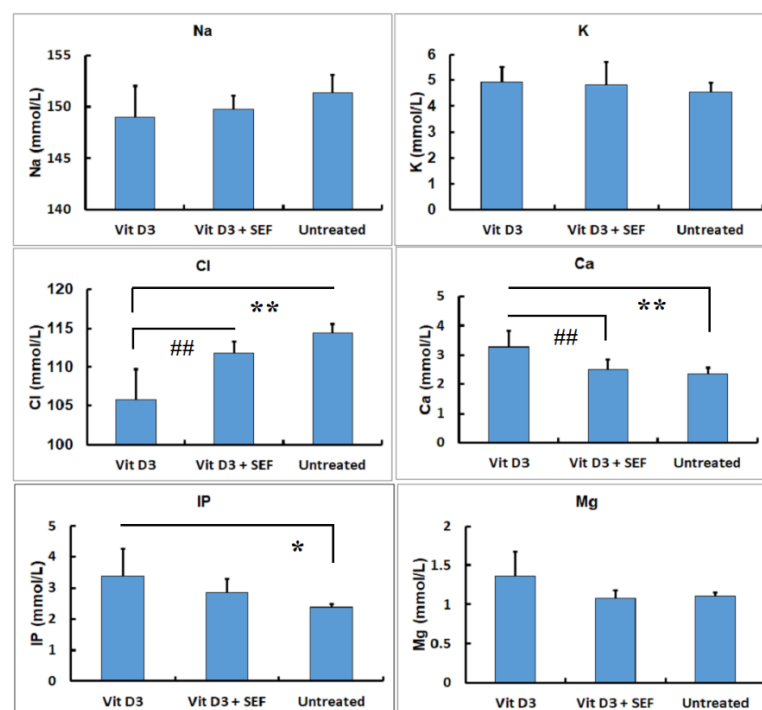 Na
Na (mmol/L)
155
150
145
140
Vit D3 Vit D3 + SEF Untreated
K
K (mmol/L)
6
5
4
3
2
1
0
Vit D3 Vit D3 + SEF Untreated
Cl
Cl (mmol/L)
120
115
110
105
100
**
##
Vit D3 Vit D3 + SEF Untreated
Ca
Ca (mmol/L)
5
4
3
2
1
0
**
##
Vit D3 Vit D3 + SEF Untreated
IP
IP (mmol/L)
5
4
3
2
1
0
*
Vit D3 Vit D3 + SEF Untreated
Mg
Mg (mmol/L)
2
1.5
1
0.5
0
Vit D3 Vit D3 + SEF Untreated